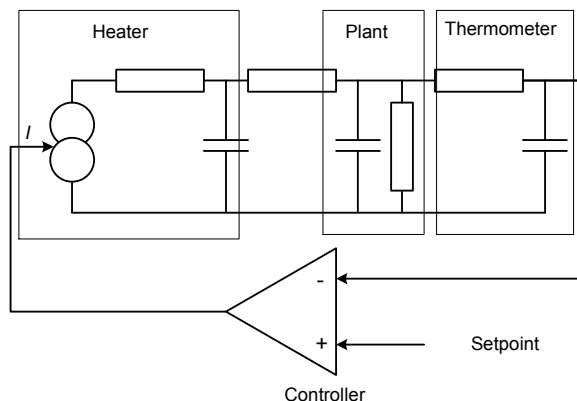 Heater
Plant
Thermometer
I
-
+
Setpoint
Controller